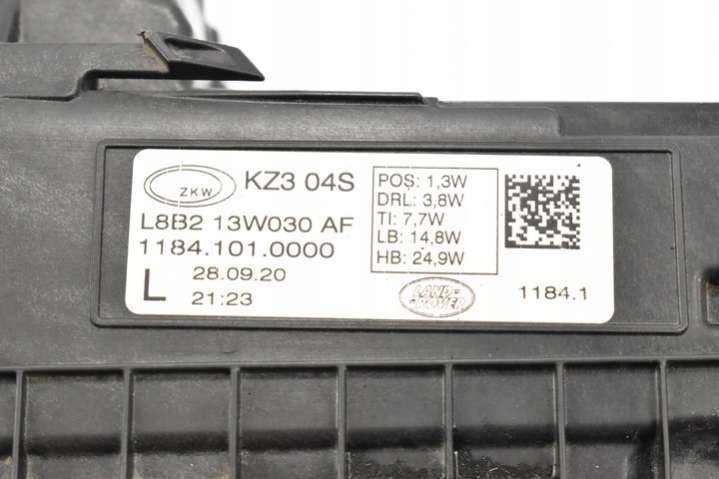 ZKW
KZ3 04S
L8B2 13W030 AF
1184.101.0000
L
28.09.20
21:23
POS: 1,3W
DRL: 3,8W
TI: 7,7W
LB: 14,8W
HB: 24,9W
LAND-
ROVER
1184.1